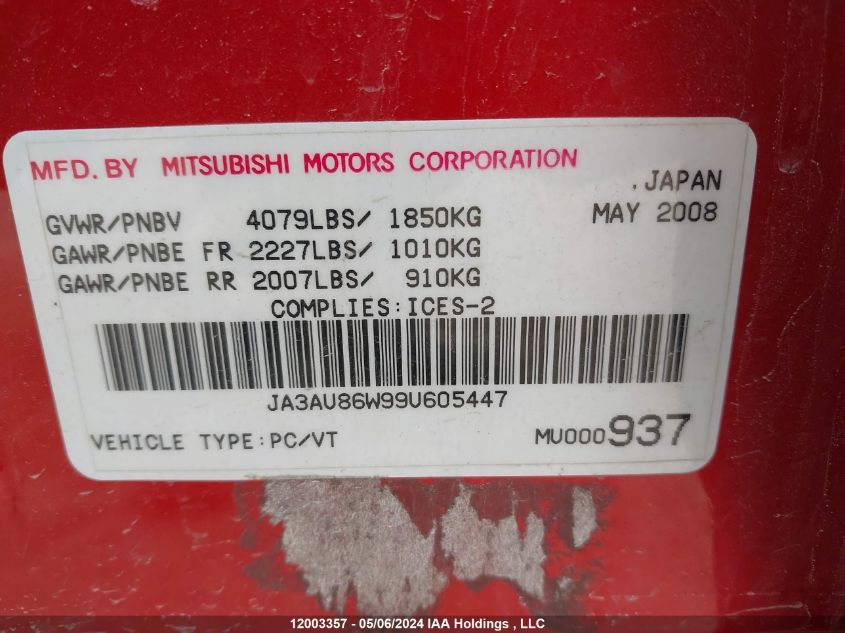 MFD. BY MITSUBISHI MOTORS CORPORATION
.JAPAN
GVWR/PNBV 4079LBS/ 1850KG MAY 2008
GAWR/PNBE FR 2227LBS/ 1010KG
GAWR/PNBE RR 2007LBS/ 910KG
COMPLIES:ICES-2
JA3AU86W99U605447
VEHICLE TYPE:PC/VT MU000937
12003357 - 05/06/2024 IAA Holdings , LLC